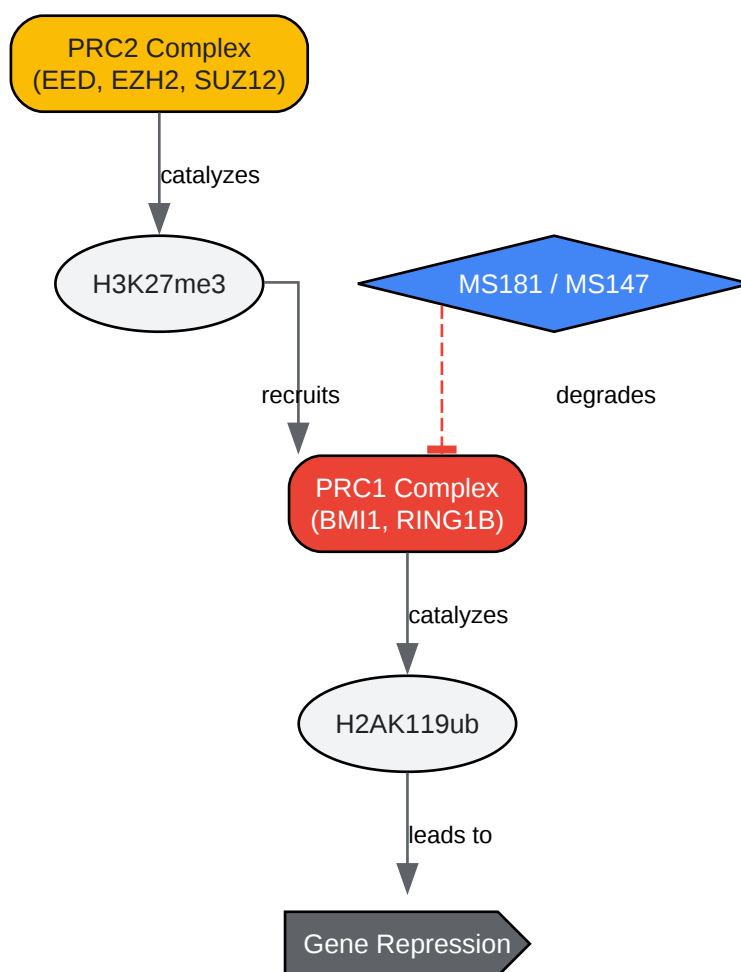 PRC2 Complex
(EED, EZH2, SUZ12)
catalyzes
H3K27me3
MS181 / MS147
recruits
degrades
PRC1 Complex
(BMI1, RING1B)
catalyzes
H2AK119ub
leads to
Gene Repression